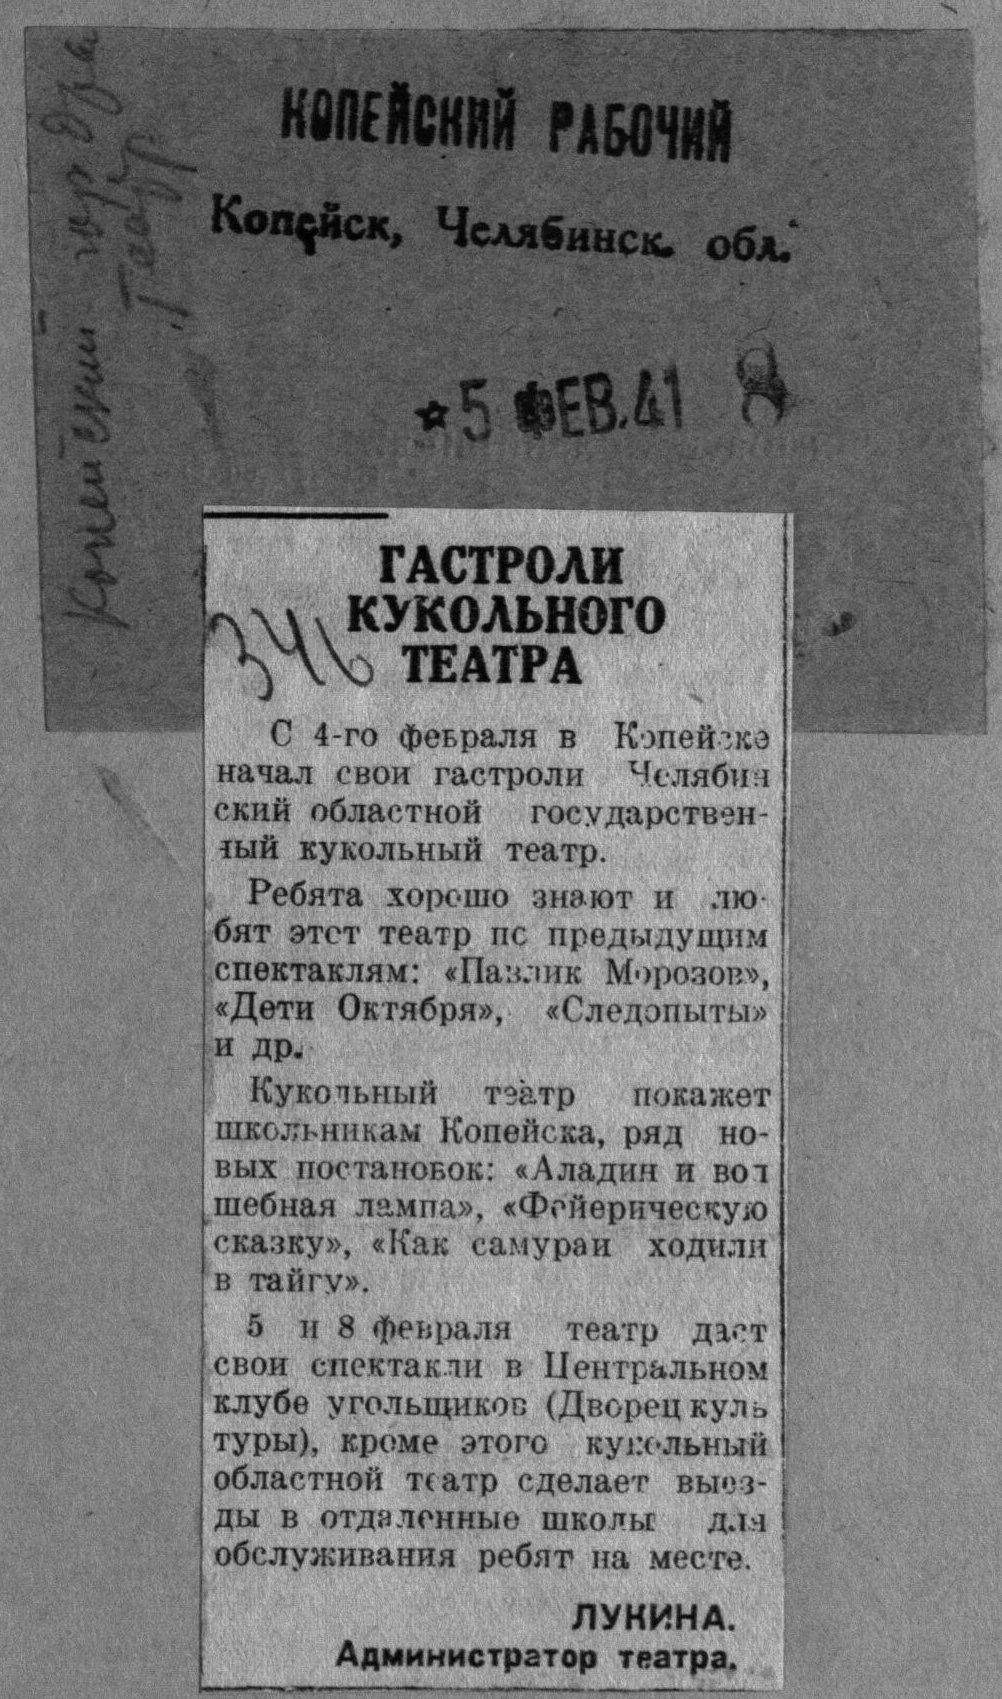 КОПЕЙСКИЙ РАБОЧИЙ
Копейск, Челябинск. обл.
*5 ФЕВ.41
Копейский гор
ГАСТРОЛИ
КУКОЛЬНОГО
ТЕАТРА
346
С 4-го февраля в Копейске
начал свои гастроли Челябин
ский областной государствен-
ный кукольный театр.
Ребята хорошо знают и лю-
бят этот театр по предыдущим
спектаклям: «Павлик Морозов»,
«Дети Октября», «Следопыты»
и др.
Кукольный театр покажет
школьникам Копейска, ряд но-
вых постановок: «Аладин и вол
шебная лампа», «Фейерическую
сказку», «Как самураи ходили
в тайгу».
5 и 8 февраля театр даст
свои спектакли в Центральном
клубе угольщиков (Дворец куль
туры), кроме этого кукольный
областной театр сделает выез-
ды в отдаленные школы для
обслуживания ребят на месте.
ЛУКИНА.
Администратор театра.